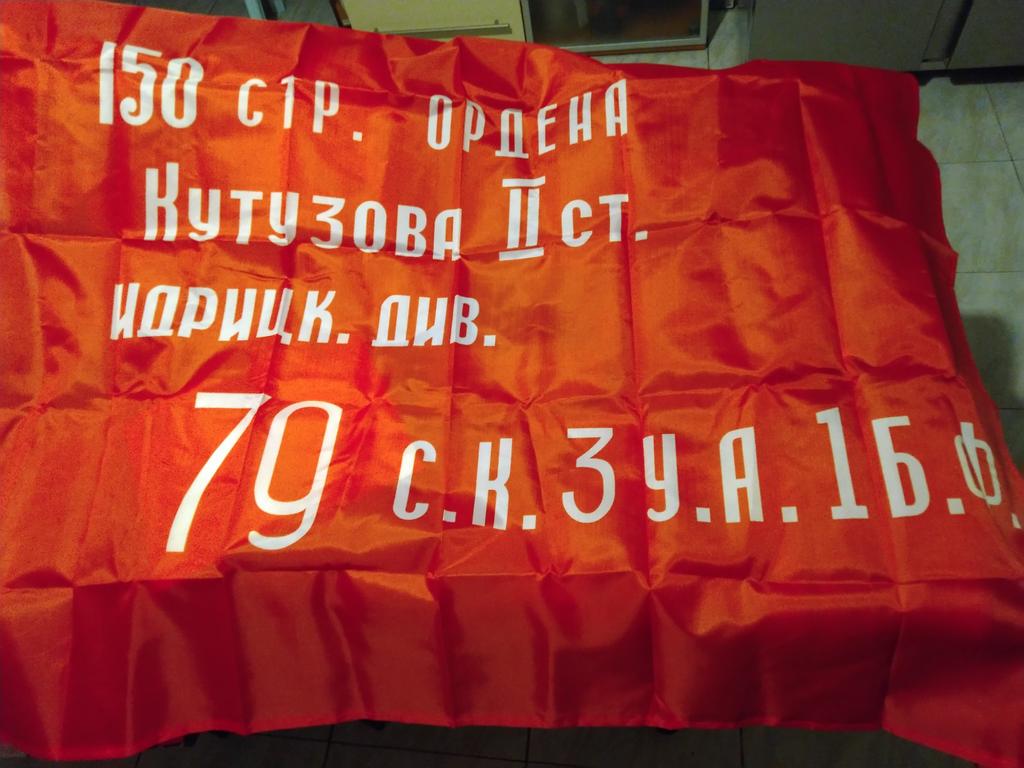 150 стр. ордена
Кутузова II ст.
идрицк. див.
79 с.к. 3 у.а. 1 Б.Ф.